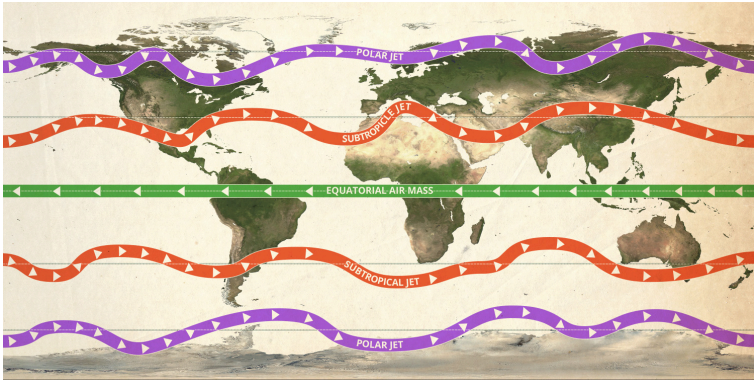 POLAR JET
SUBTROPICLE JET
EQUATORIAL AIR MASS
SUBTROPICAL JET
POLAR JET